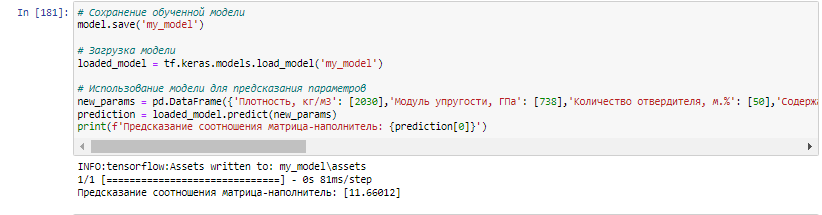 In [181]:
# Сохранение обученной модели
model.save('my_model')
# Загрузка модели
loaded_model = tf.keras.models.load_model('my_model')
# Использование модели для предсказания параметров
new_params = pd.DataFrame({'Плотность, кг/м3': [2030],'Модуль упругости, ГПа': [738],'Количество отвердителя, м.%': [50],'Содерж
prediction = loaded_model.predict(new_params)
print(f'Предсказание соотношения матрица-наполнитель: {prediction[0]}')
INFO:tensorflow:Assets written to: my_model\assets
1/1 [==============================] - 0s 81ms/step
Предсказание соотношения матрица-наполнитель: [11.66012]